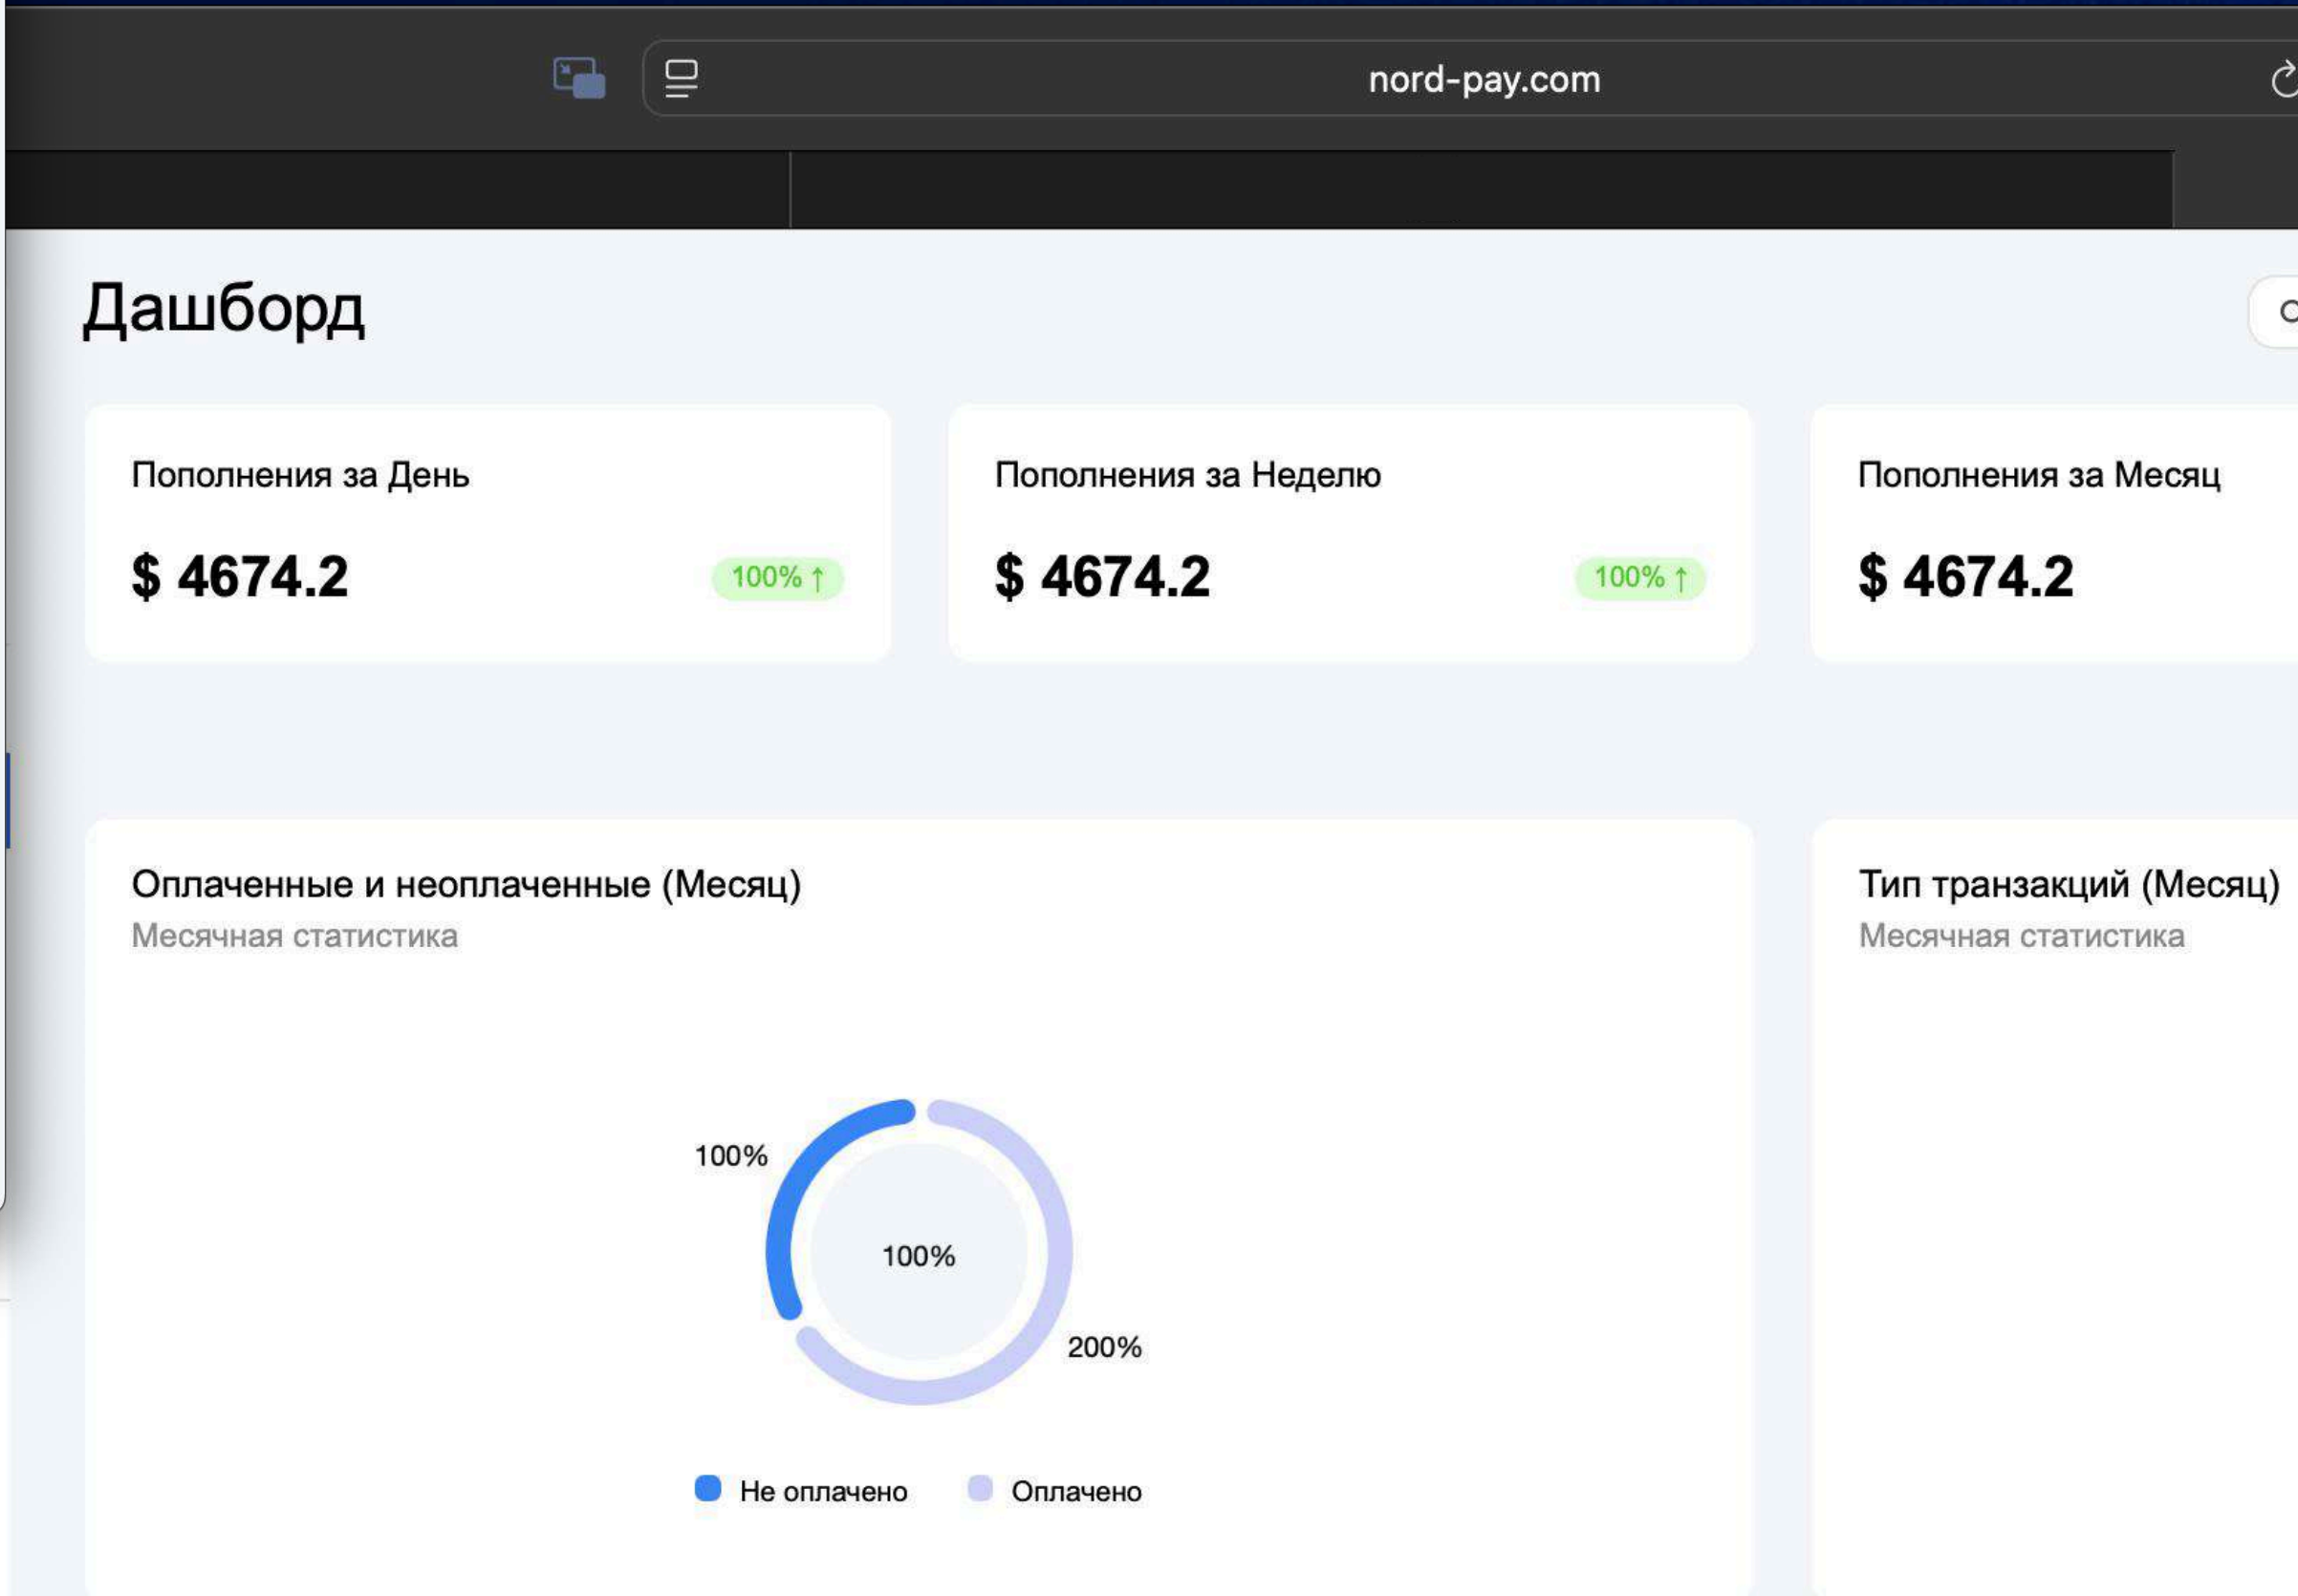 nord-pay.com
Дашборд
Пополнения за День
$ 4674.2
100% ↑
Пополнения за Неделю
$ 4674.2
100% ↑
Пополнения за Месяц
$ 4674.2
Оплаченные и неоплаченные (Месяц)
Месячная статистика
100%
100%
200%
Не оплачено
Оплачено
Тип транзакций (Месяц)
Месячная статистика